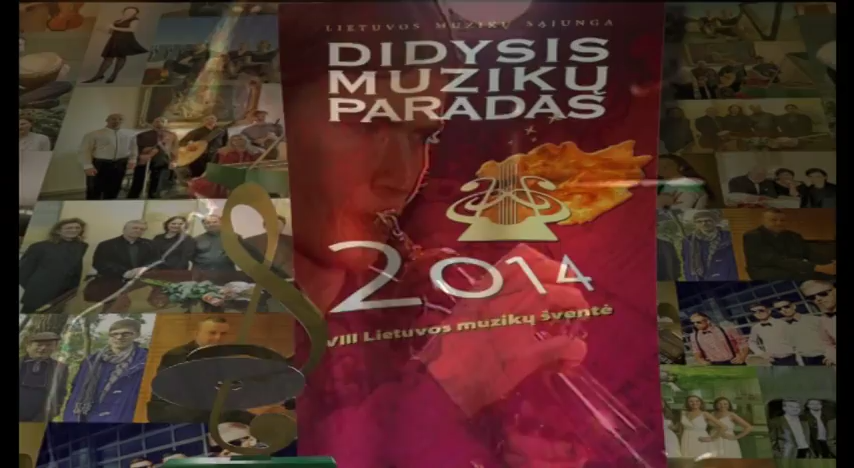 LIETUVOS MUZIKŲ SĄJUNGA
DIDYSIS
MUZIKŲ
PARADAS
2014
VIII Lietuvos muzikų šventė